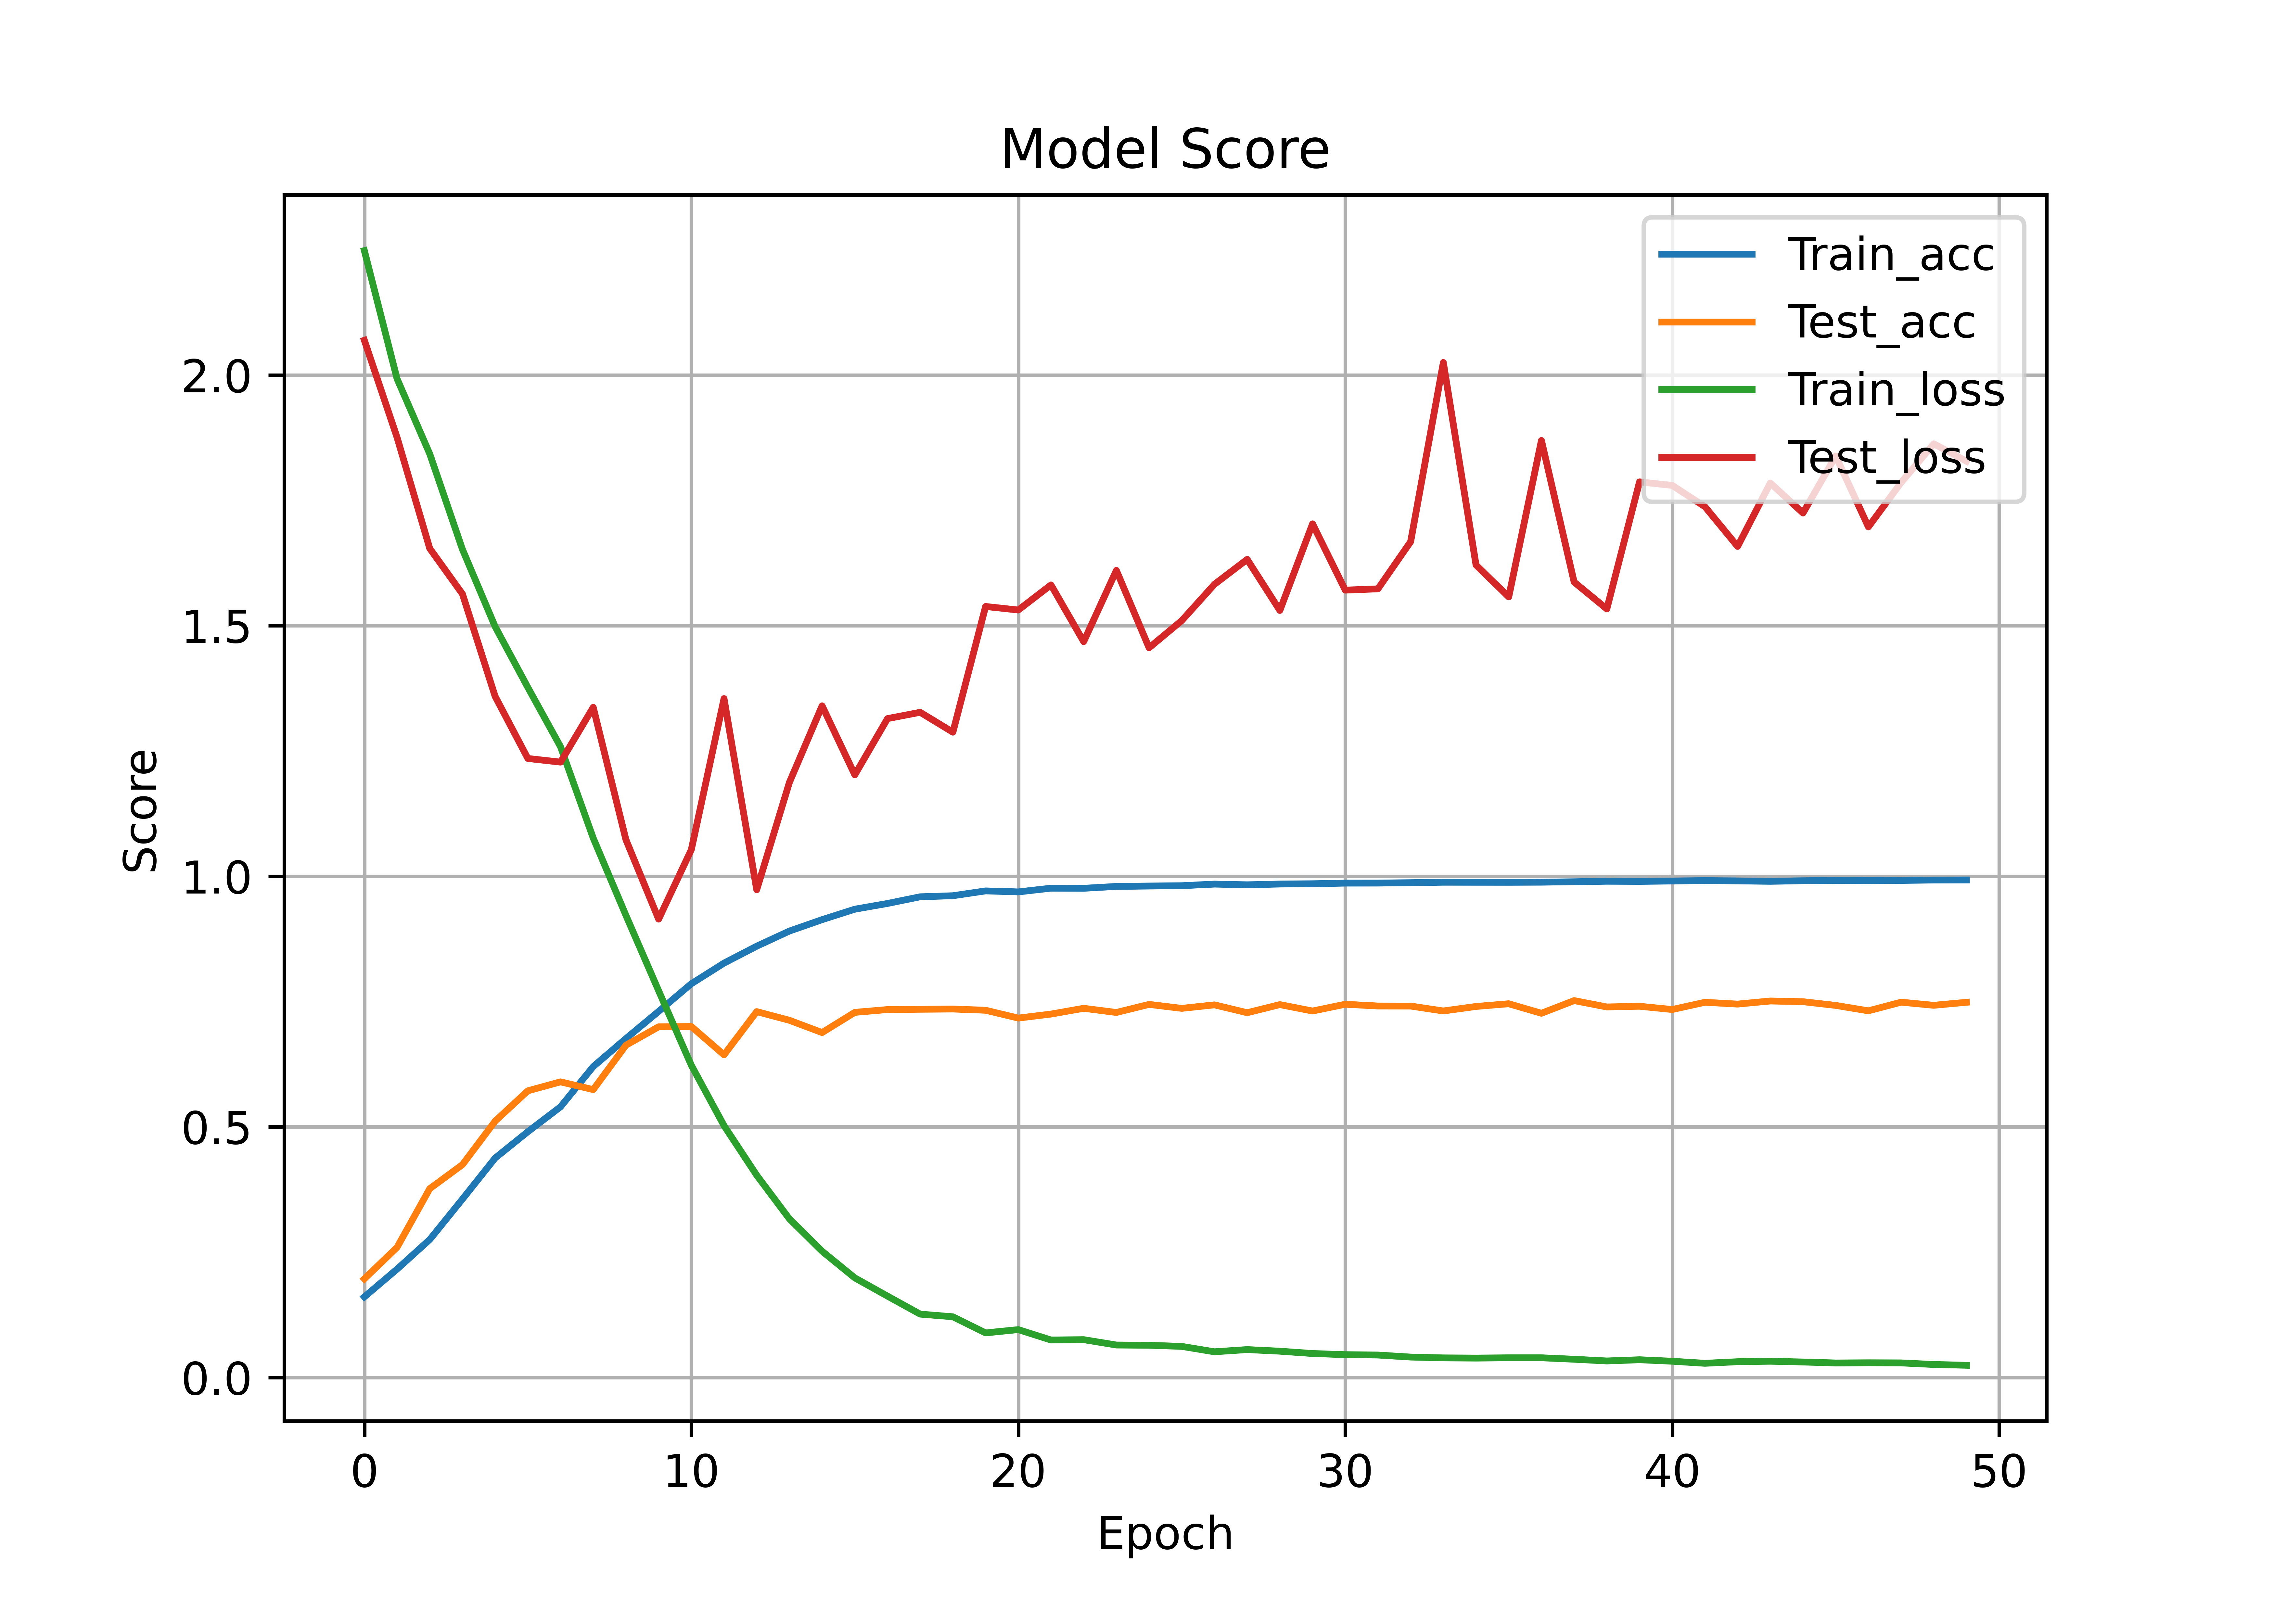 Model Score
Train_acc
Test_acc
Train_loss
Test_loss
Score
2.0
1.5
1.0
0.5
0.0
0 10 20 30 40 50
Epoch